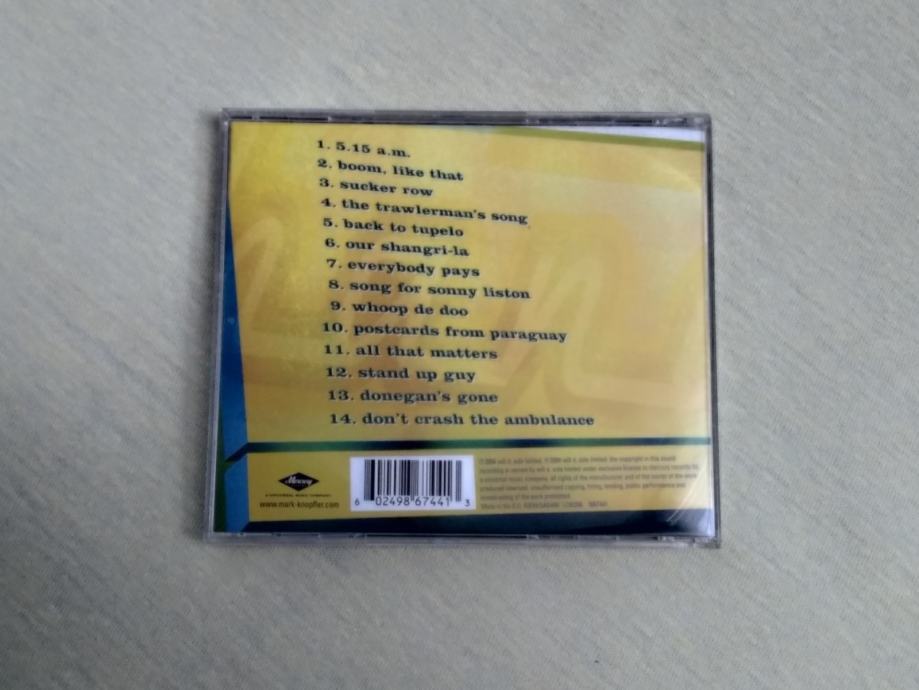 1. 5.15 a.m.
2. boom, like that
3. sucker row
4. the trawlerman's song
5. back to tupelo
6. our shangri-la
7. everybody pays
8. song for sonny liston
9. whoop de doo
10. postcards from paraguay
11. all that matters
12. stand up guy
13. donegan's gone
14. don't crash the ambulance
Mercury
A UNIVERSAL MUSIC COMPANY
www.mark-knopfler.com
6 02498 67441 3